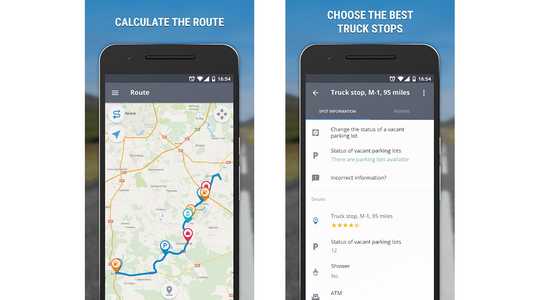 CALCULATE THE ROUTE
16:54
Route
CHOOSE THE BEST
TRUCK STOPS
16:54
Truck stop, M-1, 95 miles
SPOT INFORMATION
REVIEWS
Change the status of a vacant
parking lot
P
Status of vacant parking lots
There are parking lots available
Incorrect information?
Details
Truck stop, M-1, 95 miles
P
Status of vacant parking lots
12
Shower
No
ATM